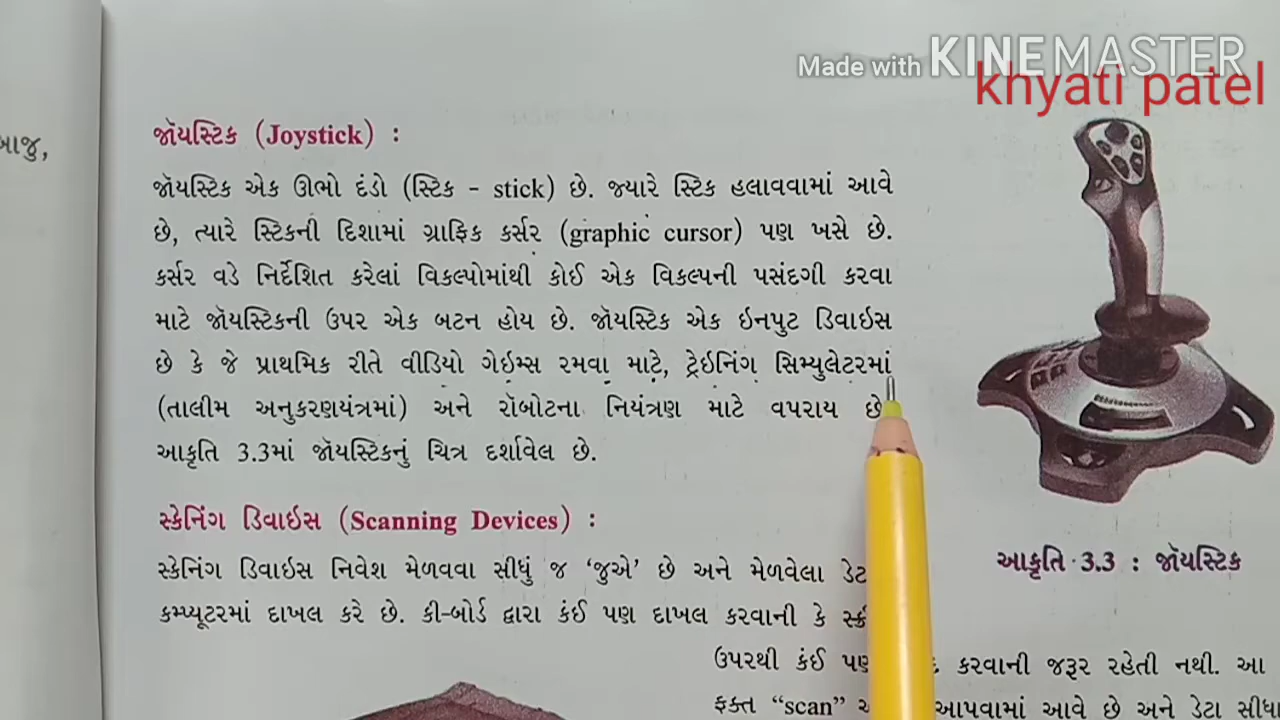 Made with KINEMASTER
khyati patel
બાજુ,
જૉયસ્ટિક (Joystick) :
જૉયસ્ટિક એક ઊભો દંડો (સ્ટિક - stick) છે. જ્યારે સ્ટિક હલાવવામાં આવે
છે, ત્યારે સ્ટિકની દિશામાં ગ્રાફિક કર્સર (graphic cursor) પણ ખસે છે.
કર્સર વડે નિર્દેશિત કરેલાં વિકલ્પોમાંથી કોઈ એક વિકલ્પની પસંદગી કરવા
માટે જૉયસ્ટિકની ઉપર એક બટન હોય છે. જૉયસ્ટિક એક ઇનપુટ ડિવાઇસ
છે કે જે પ્રાથમિક રીતે વીડિયો ગેઇમ્સ રમવા માટે, ટ્રેઇનિંગ સિમ્યુલેટરમાં
(તાલીમ અનુકરણયંત્રમાં) અને રૉબોટના નિયંત્રણ માટે વપરાય છે
આકૃતિ 3.3માં જૉયસ્ટિકનું ચિત્ર દર્શાવેલ છે.
આકૃતિ 3.3 : જૉયસ્ટિક
સ્કેનિંગ ડિવાઇસ (Scanning Devices) :
સ્કેનિંગ ડિવાઇસ નિવેશ મેળવવા સીધું જ ‘જુએ’ છે અને મેળવેલા
કમ્પ્યૂટરમાં દાખલ કરે છે. કી-બોર્ડ દ્વારા કંઈ પણ દાખલ કરવાની કે
ઉપરથી કંઈ પણ કરવાની જરૂર રહેતી નથી. આ
ફક્ત “scan” આપવામાં આવે છે અને ડેટા સીધા